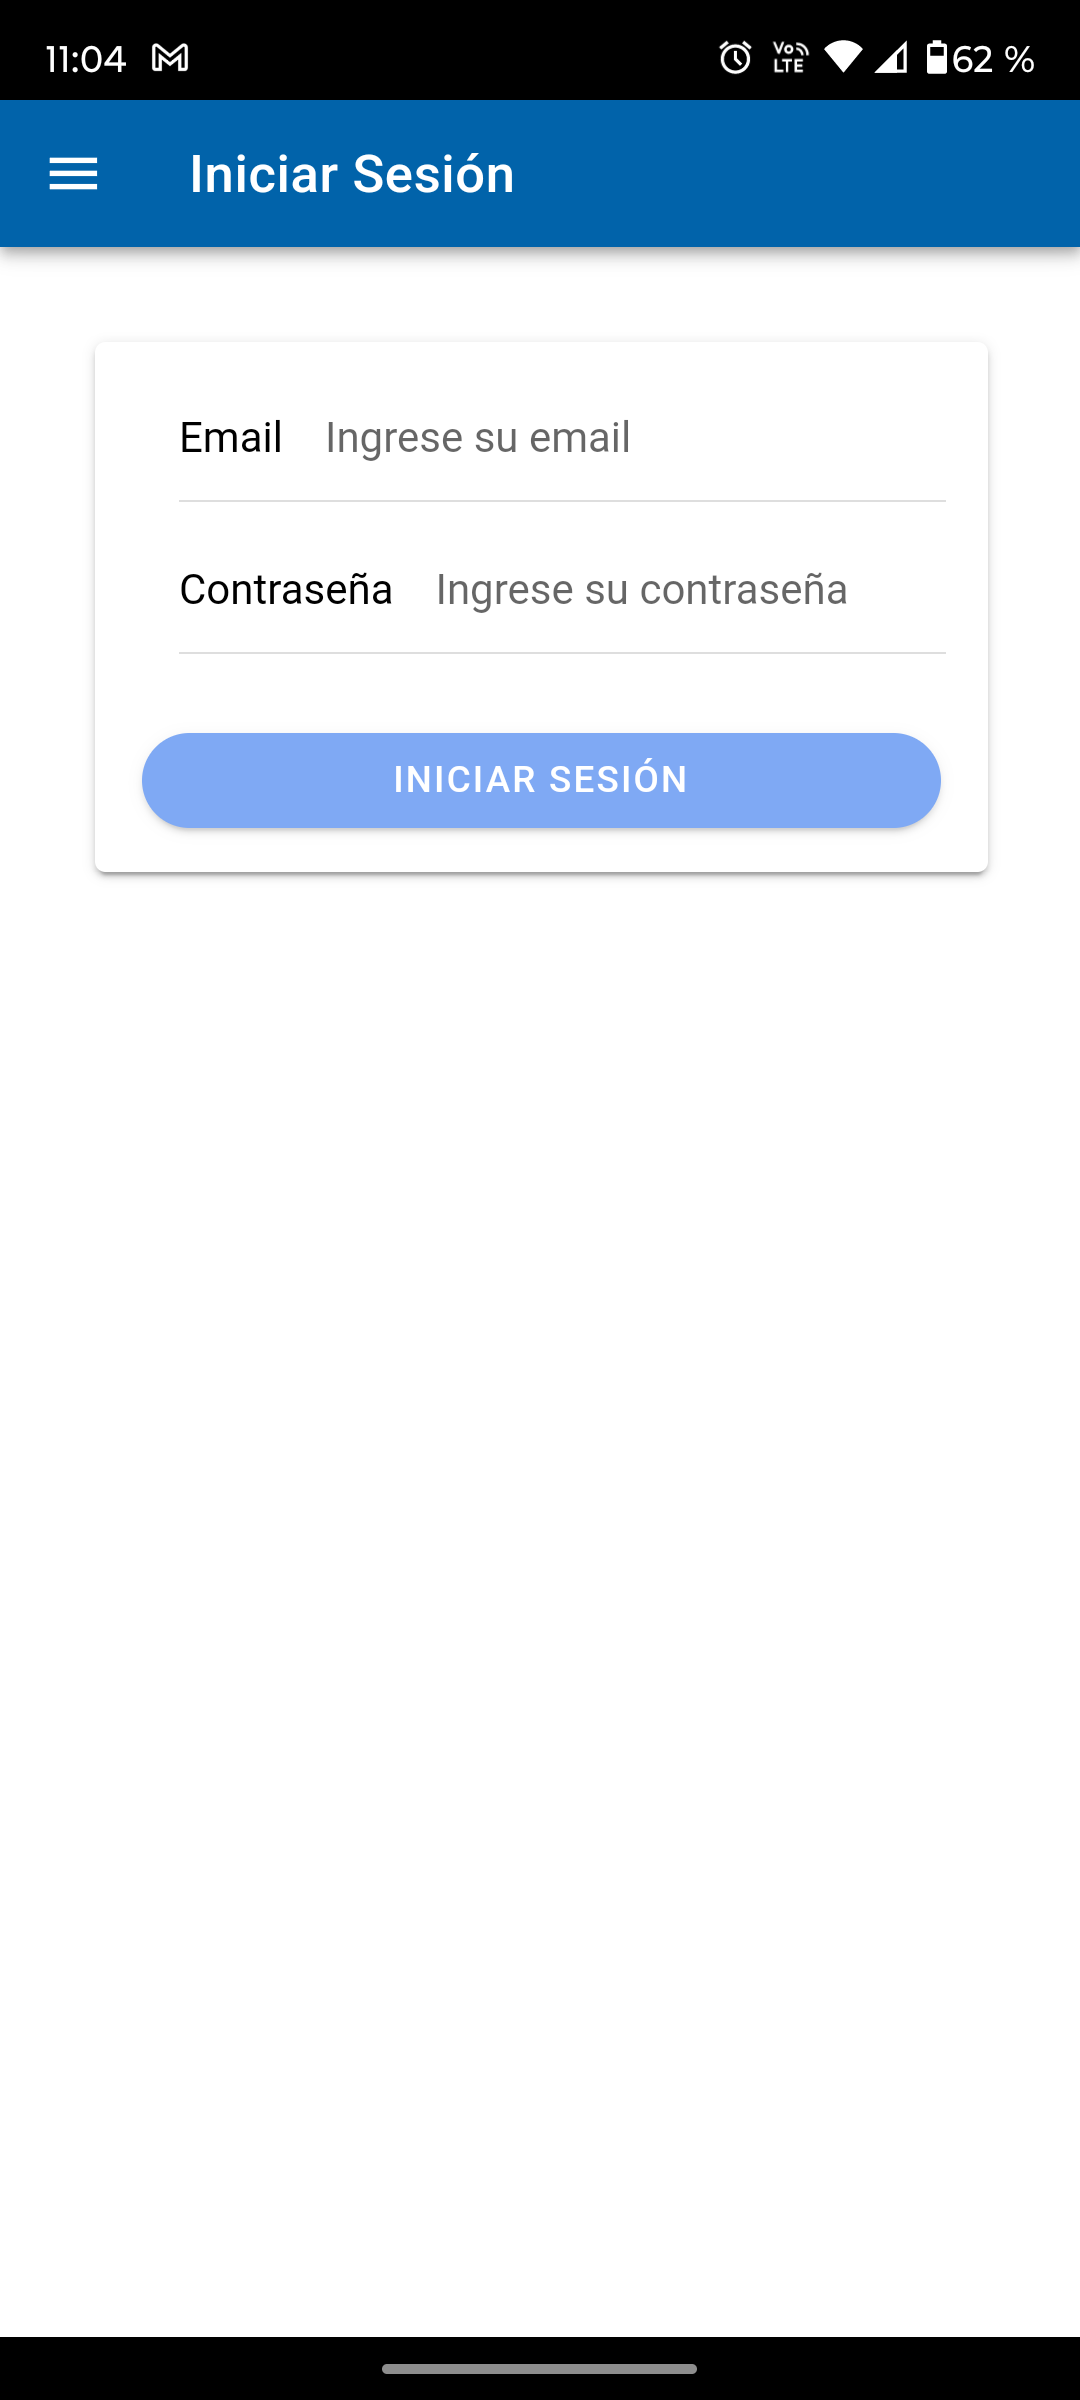 11:04 Vo LTE 62 %
Iniciar Sesión
Email Ingrese su email
Contraseña Ingrese su contraseña
INICIAR SESIÓN